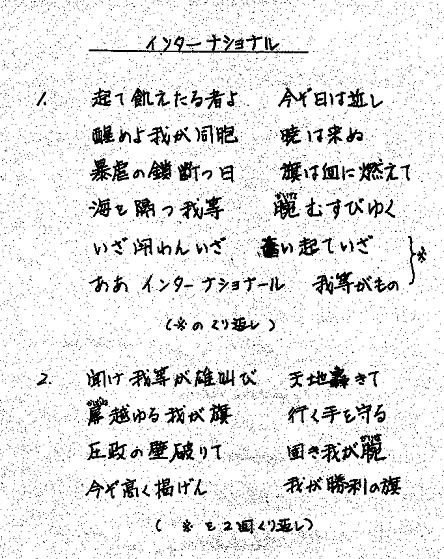 インターナショナル
1. 起て飢えたる者よ 今ぞ日は近し
醒めよ我が同胞 暁は来ぬ
暴虐の鎖断つ日 旗は血に燃えて
海を隔つ我等 腕むすびゆく
いざ闘わんいざ 奮い起ていざ
ああ インターナショナール 我等がもの ※
(※のくり返し)
2. 聞け我等が雄叫び 天地轟きて
屍越ゆる我が旗 行く手を守る
圧政の壁破りて 固き我が腕
今ぞ高く掲げん 我が勝利の旗
( ※を2回くり返し)